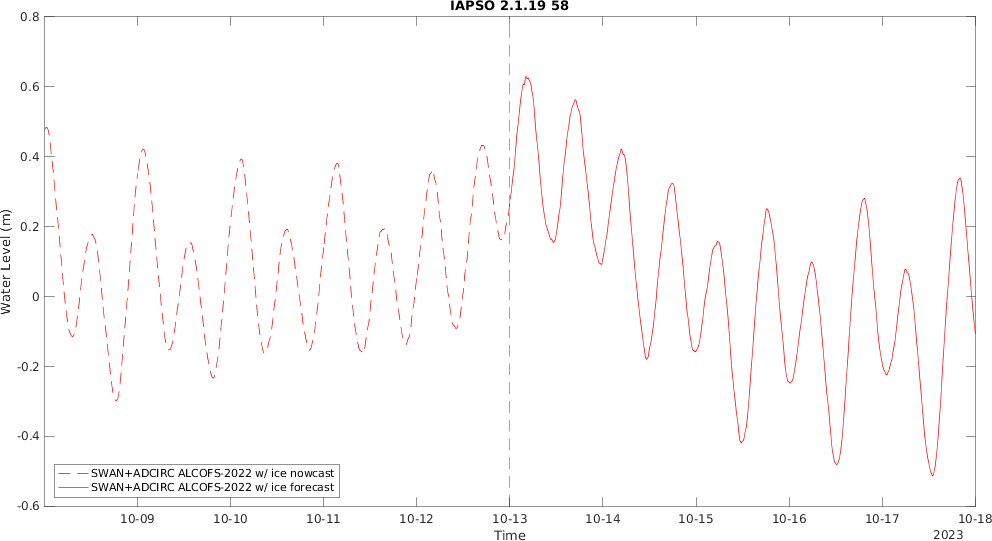 IAPSO 2.1.19 58
0.8
0.6
0.4
0.2
0
-0.2
-0.4
-0.6
Water Level (m)
SWAN+ADCIRC ALCOFS-2022 w/ ice nowcast
SWAN+ADCIRC ALCOFS-2022 w/ ice forecast
10-09 10-10 10-11 10-12 10-13 10-14 10-15 10-16 10-17 10-18
Time
2023